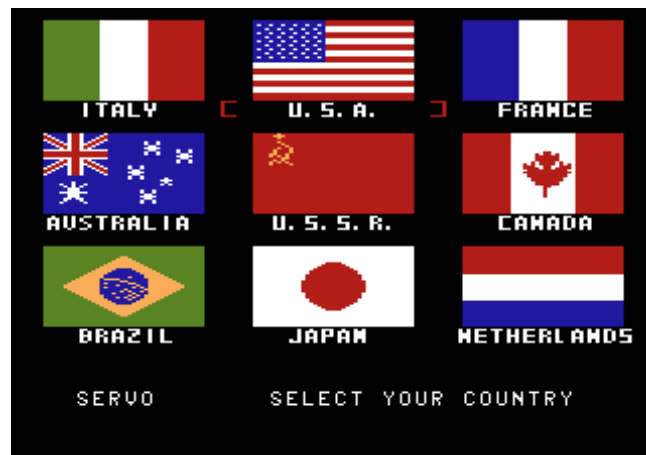 ITALY [ U.S.A. ] FRANCE
AUSTRALIA U.S.S.R. CANADA
BRAZIL JAPAN NETHERLANDS
SERVO SELECT YOUR COUNTRY